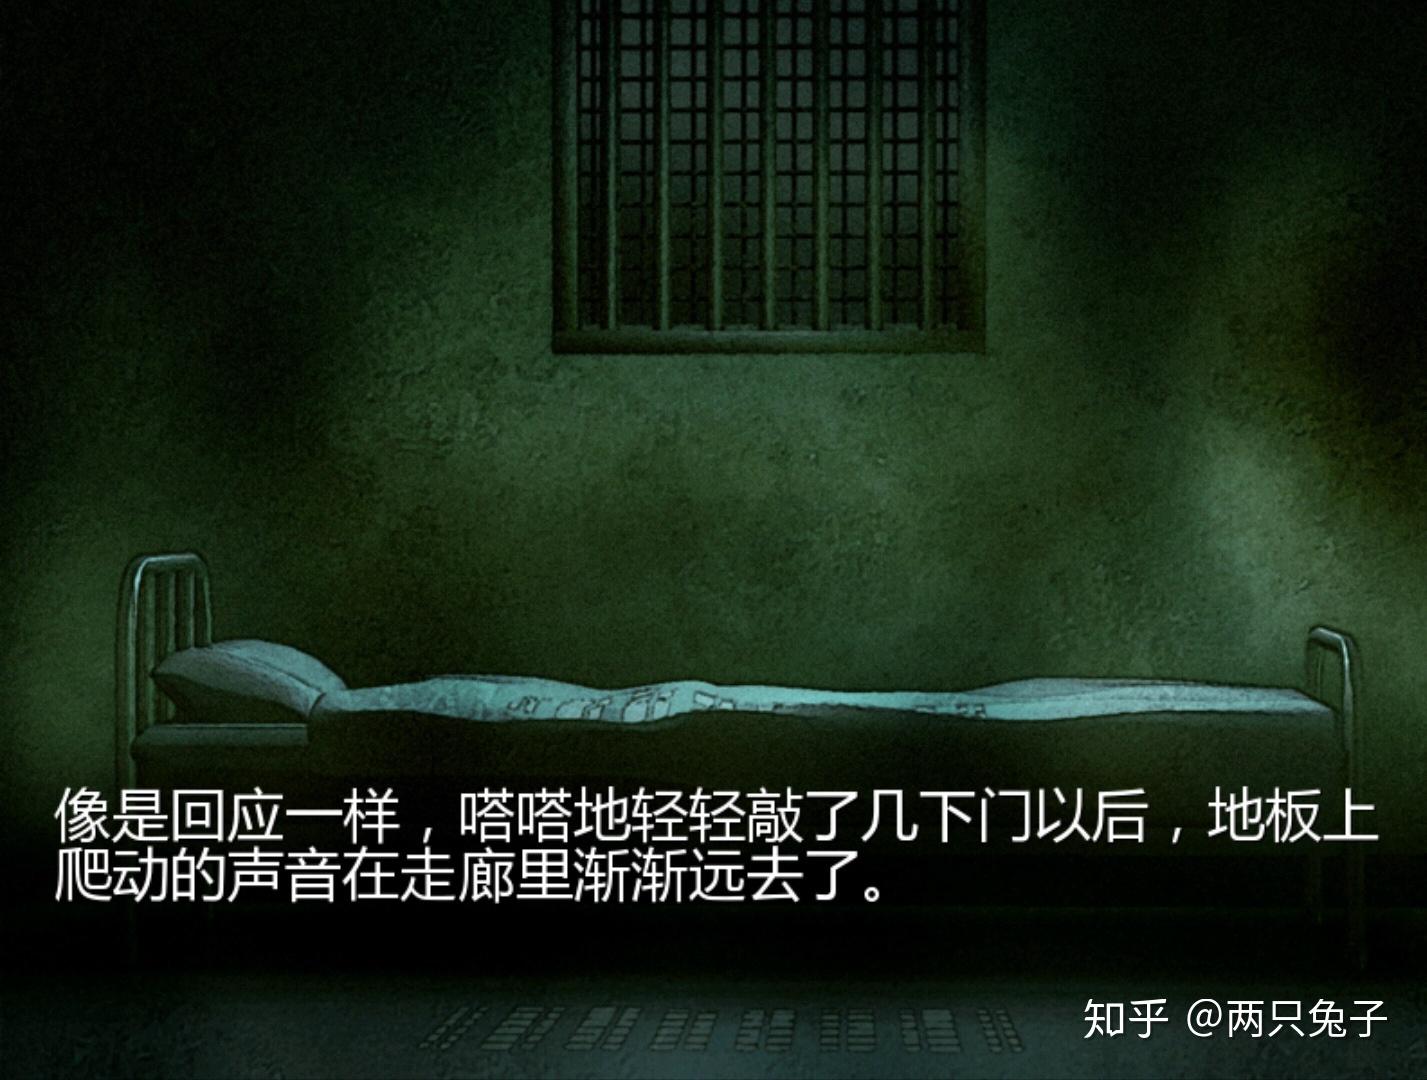 像是回应一样，嗒嗒地轻轻敲了几下门以后，地板上
爬动的声音在走廊里渐渐远去了。
知乎 @两只兔子